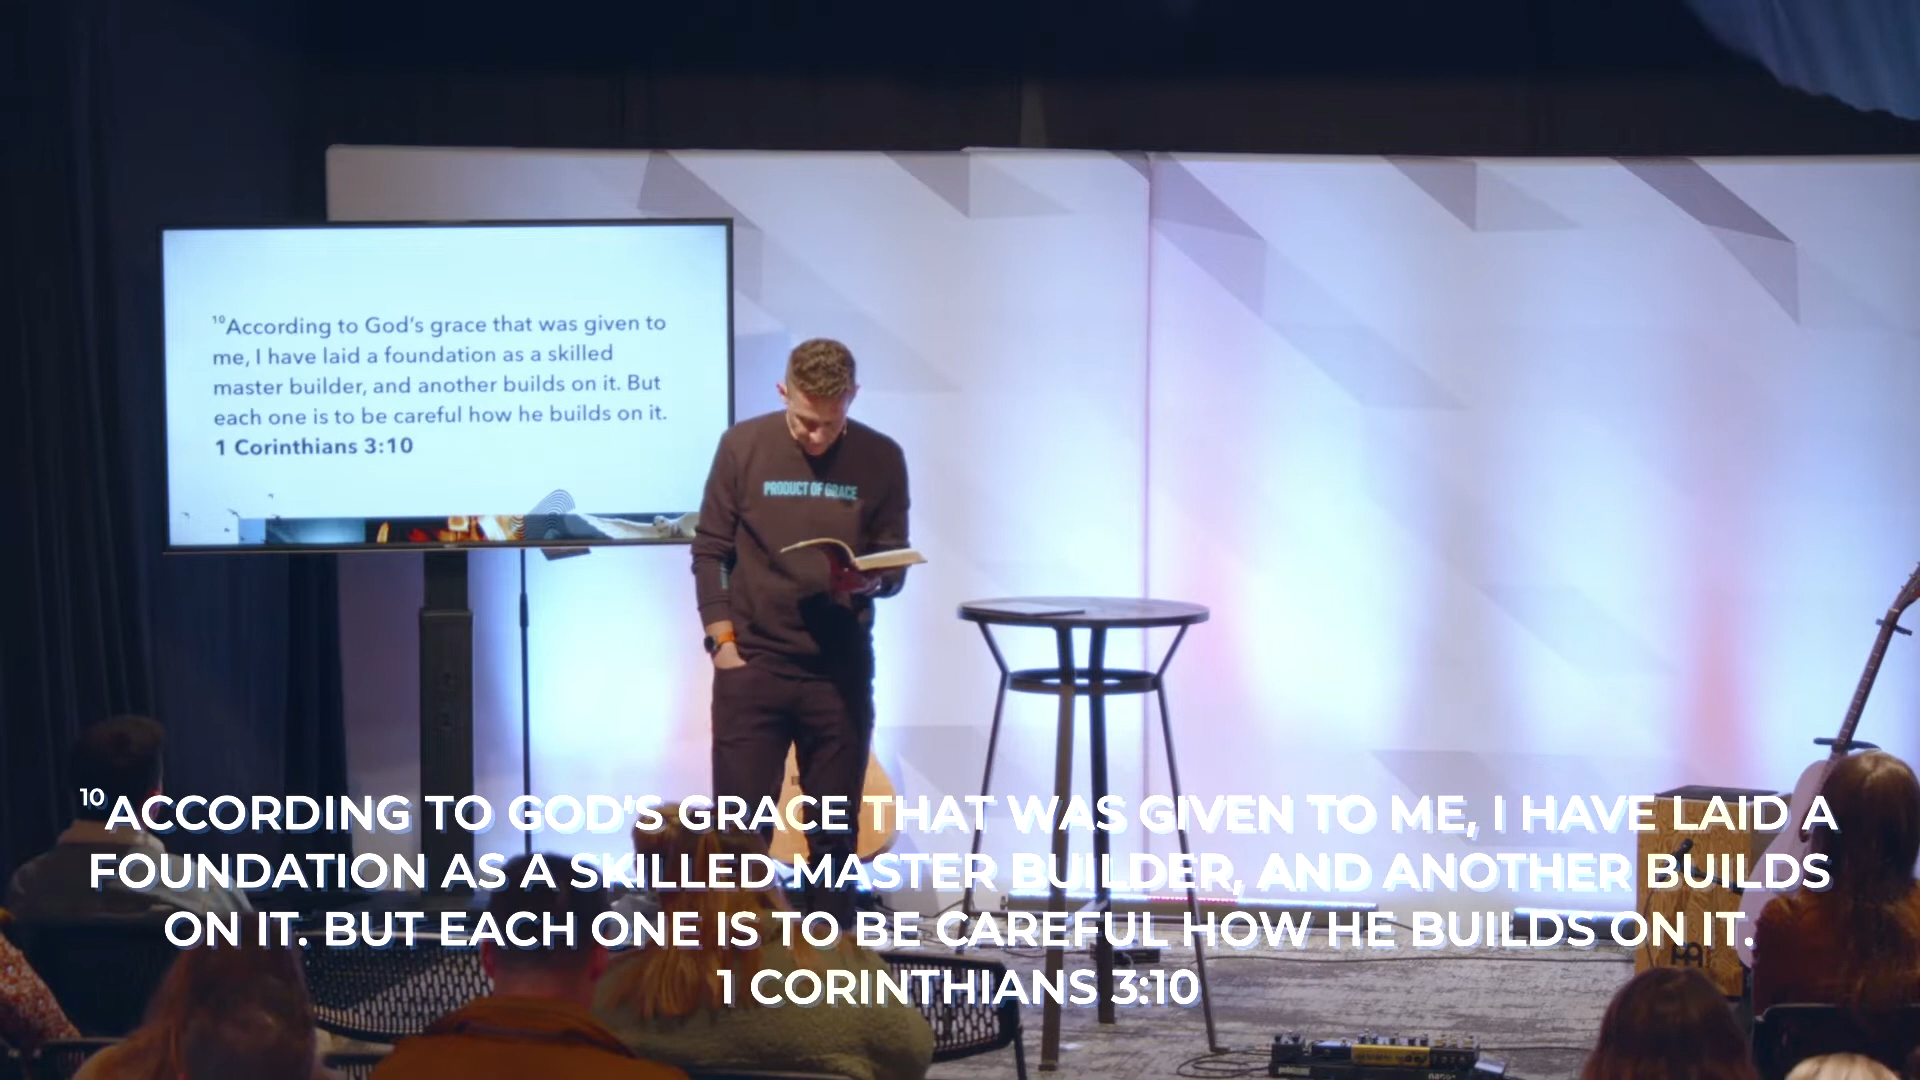 ¹⁰According to God's grace that was given to
me, I have laid a foundation as a skilled
master builder, and another builds on it. But
each one is to be careful how he builds on it.
1 Corinthians 3:10
PRODUCT OF GRACE
¹⁰ACCORDING TO GOD'S GRACE THAT WAS GIVEN TO ME, I HAVE LAID A
FOUNDATION AS A SKILLED MASTER BUILDER, AND ANOTHER BUILDS
ON IT. BUT EACH ONE IS TO BE CAREFUL HOW HE BUILDS ON IT.
1 CORINTHIANS 3:10